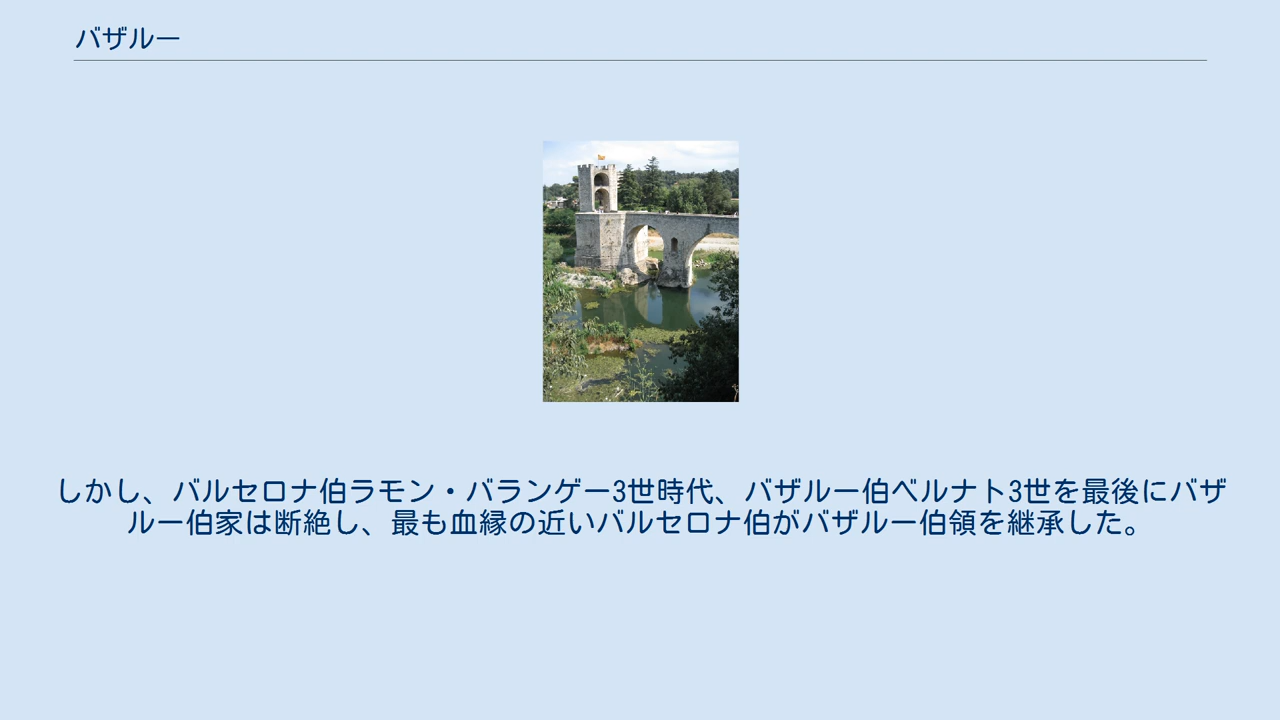 バザルー
しかし、バルセロナ伯ラモン・バランゲー3世時代、バザルー伯ベルナト3世を最後にバザ
ルー伯家は断絶し、最も血縁の近いバルセロナ伯がバザルー伯領を継承した。